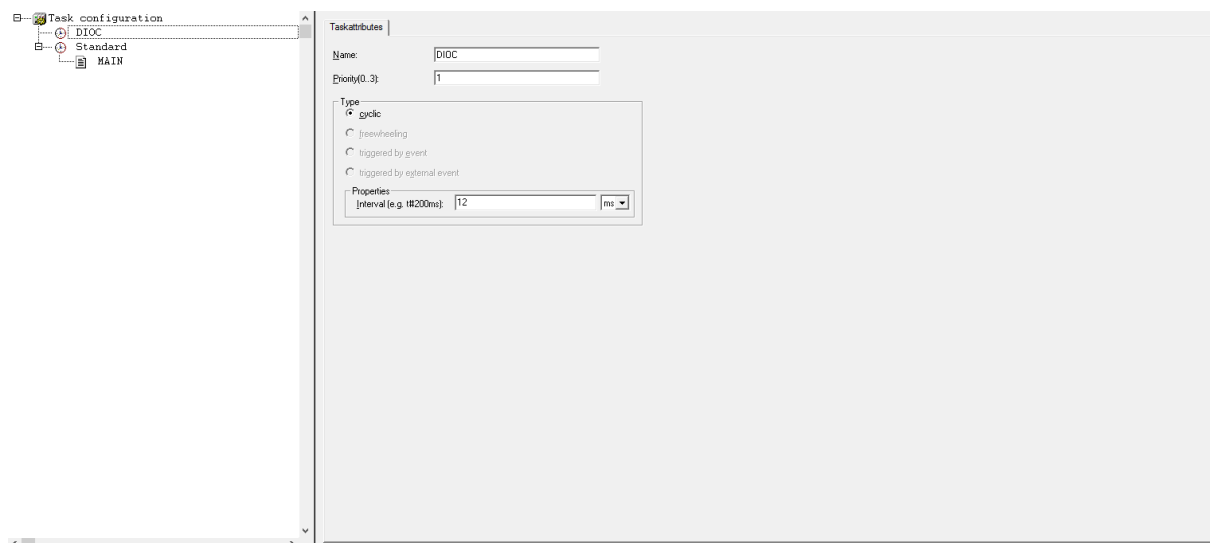 Task configuration
DIOC
Standard
MAIN
Taskattributes
Name: DIOC
Priority(0..3): 1
Type
cyclic
freewheeling
triggered by event
triggered by external event
Properties
Interval (e.g. t#200ms): 12 ms